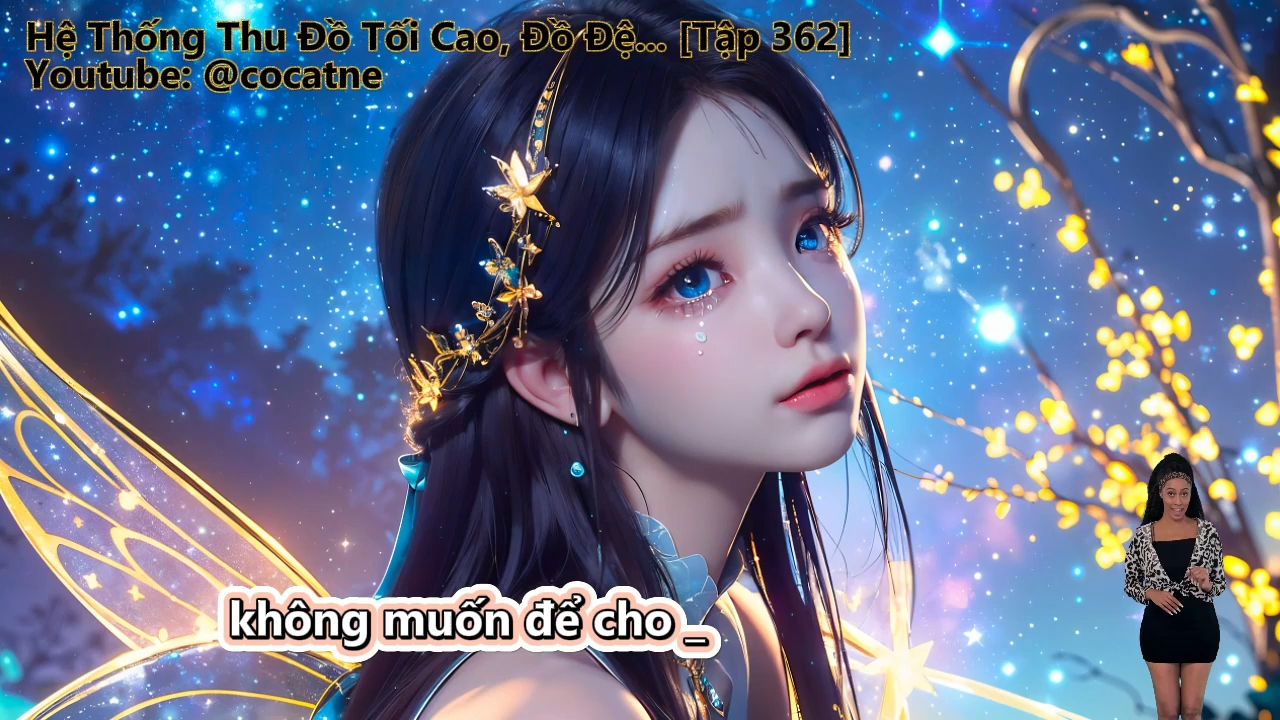 Hệ Thống Thu Đồ Tối Cao, Đồ Đệ... [Tập 362]
Youtube: @cocatne
không muốn để cho _